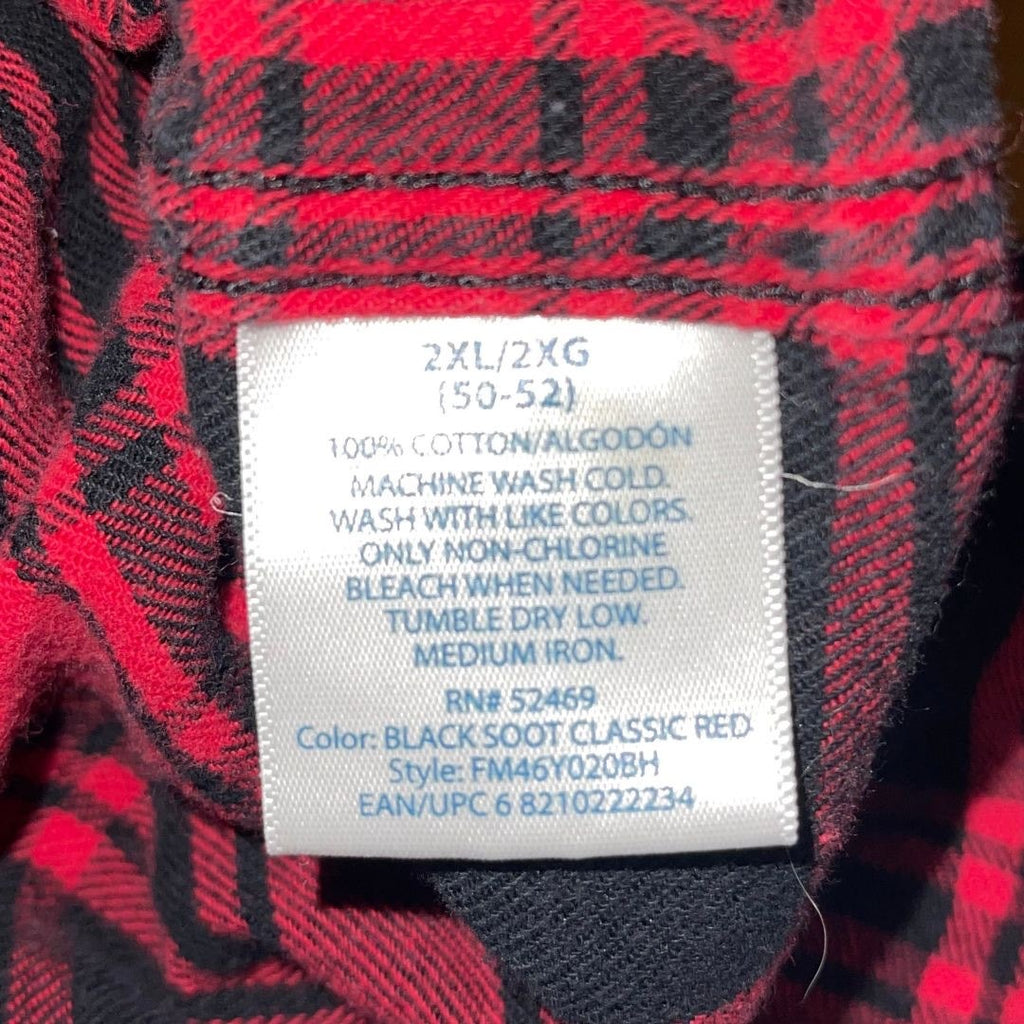 2XL/2XG
(50-52)
100% COTTON/ALGODÓN
MACHINE WASH COLD.
WASH WITH LIKE COLORS.
ONLY NON-CHLORINE
BLEACH WHEN NEEDED.
TUMBLE DRY LOW.
MEDIUM IRON.
RN# 52469
Color: BLACK SOOT CLASSIC RED
Style: FM46Y020BH
EAN/UPC 6 8210222234